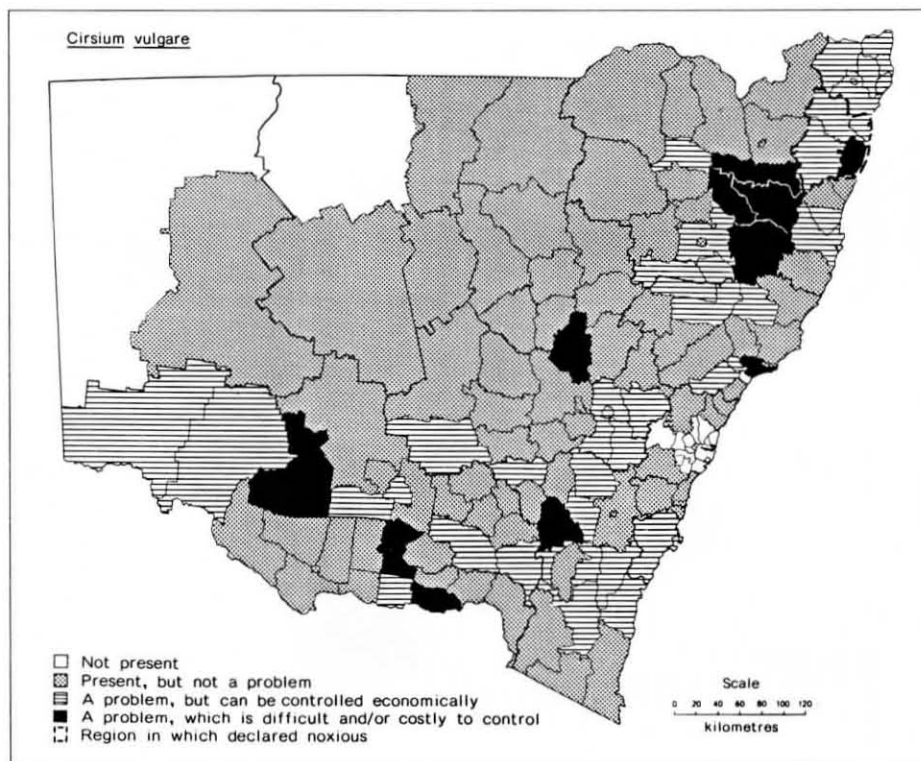 Cirsium vulgare
Not present
Present, but not a problem
A problem, but can be controlled economically
A problem, which is difficult and/or costly to control
Region in which declared noxious
Scale
0 20 40 60 80 100 120
kilometres